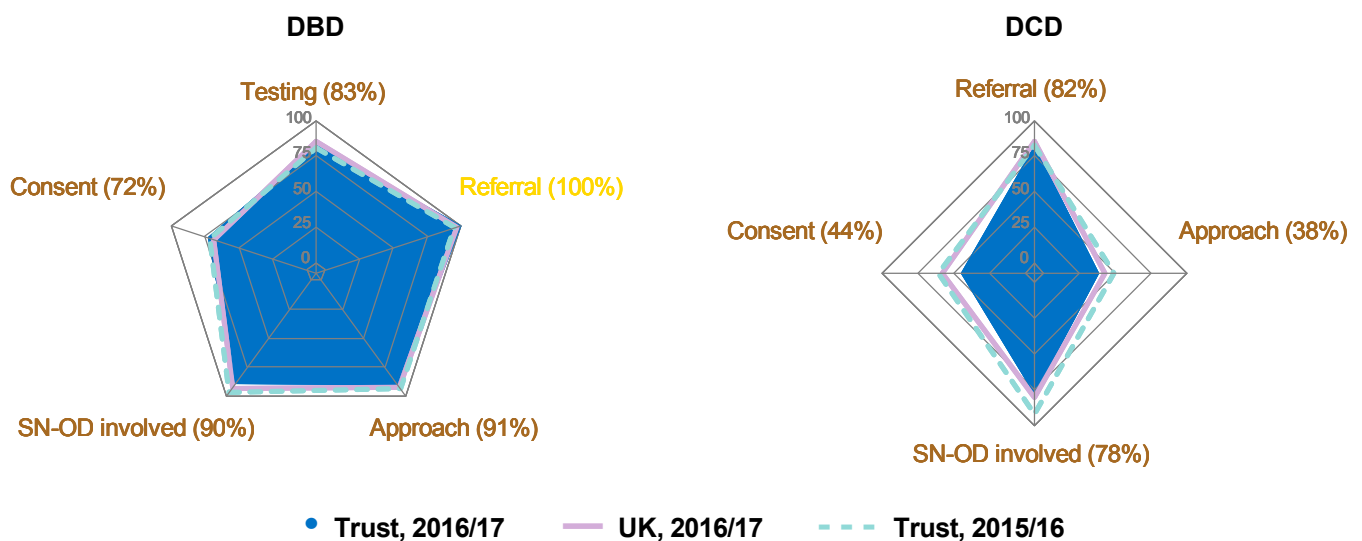 DBD
Testing (83%)
100
75
50
25
0
Consent (72%)
Referral (100%)
SN-OD involved (90%)
Approach (91%)
DCD
Referral (82%)
100
75
50
25
0
Consent (44%)
Approach (38%)
SN-OD involved (78%)
Trust, 2016/17
UK, 2016/17
Trust, 2015/16